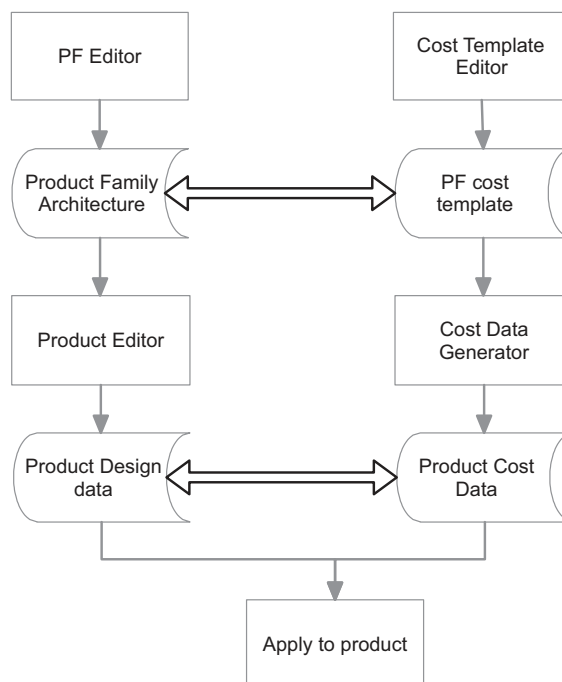 PF Editor
Cost Template
Editor
Product Family
Architecture
PF cost
template
Product Editor
Cost Data
Generator
Product Design
data
Product Cost
Data
Apply to product